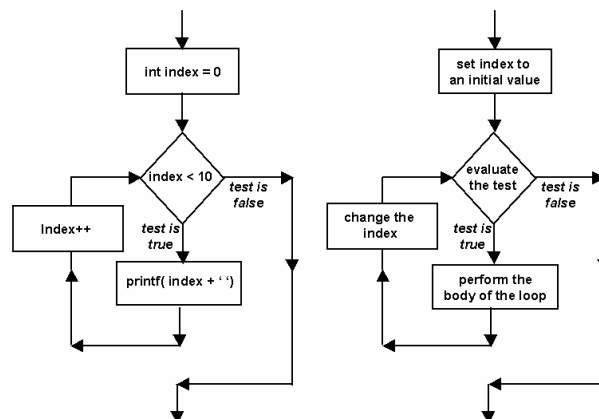 int index = 0
index < 10
test is
false
Index++
test is
true
printf( index + ‘ ‘)
set index to
an initial value
evaluate
the test
test is
false
change the
index
test is
true
perform the
body of the loop